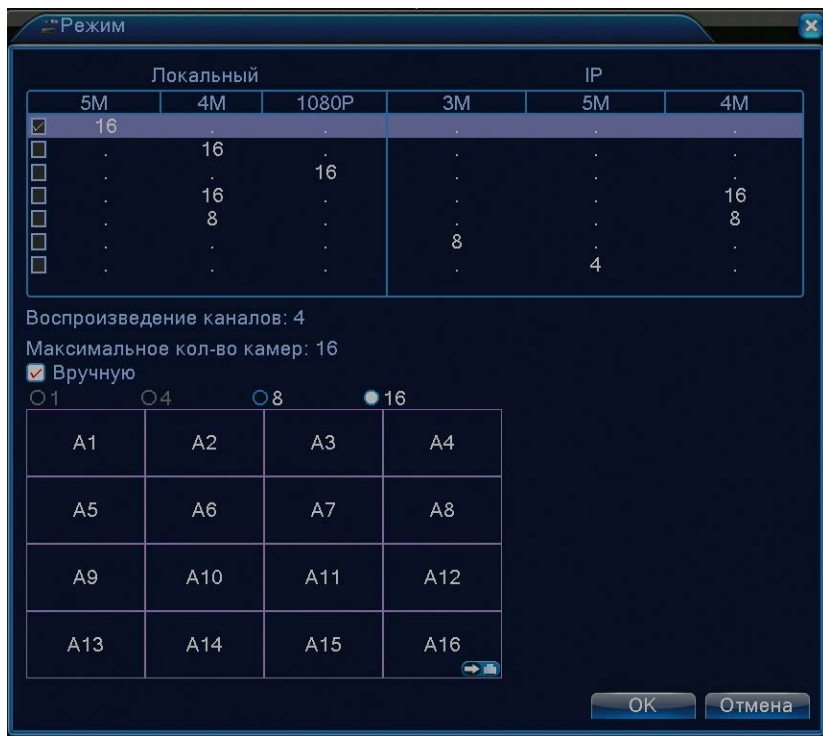 Режим
Локальный IP
5M 4M 1080P 3M 5M 4M
16 . . . . .
. 16 . . . .
. . 16 . . .
. 16 . . . 16
. 8 . . . 8
. . . 8 . .
. . . . 4 .
Воспроизведение каналов: 4
Максимальное кол-во камер: 16
Вручную
1 4 8 16
A1 A2 A3 A4
A5 A6 A7 A8
A9 A10 A11 A12
A13 A14 A15 A16
OK Отмена